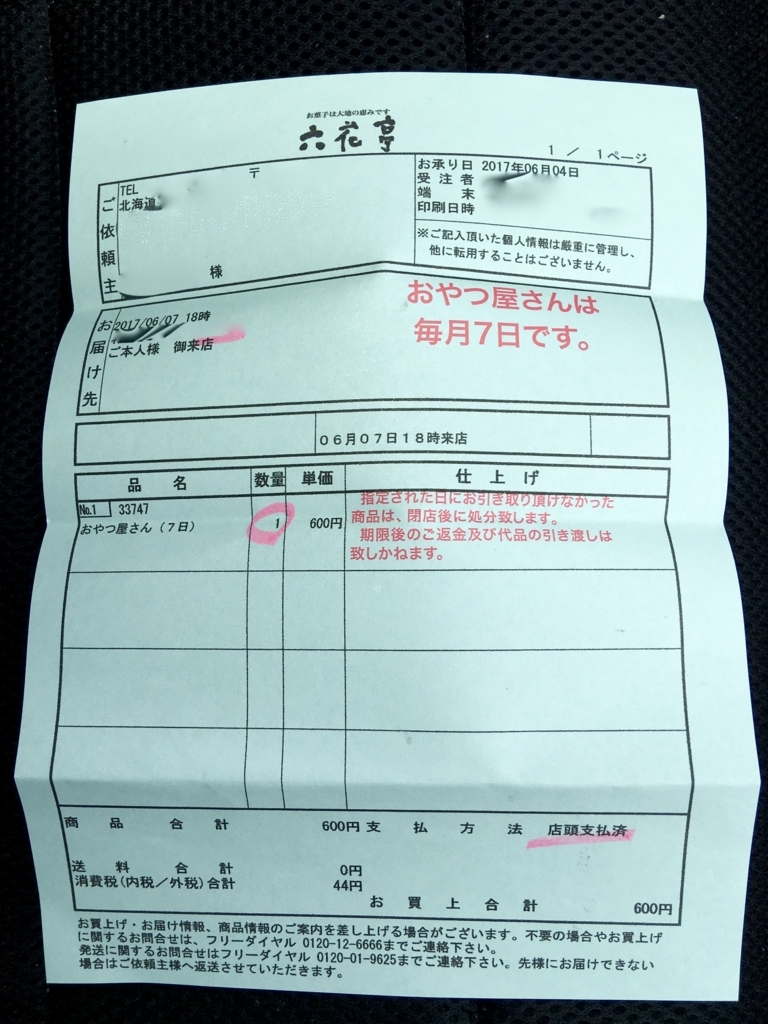 お菓子は大地の恵みです
六花亭
1 / 1ページ
ご依頼主
TEL
〒
北海道
様
お承り日 2017年06月04日
受注者
端末
印刷日時
※ご記入頂いた個人情報は厳重に管理し、
他に転用することはございません。
お届け先
2017/06/07 18時
ご本人様 御来店
おやつ屋さんは
毎月7日です。
06月07日18時来店
品名 数量 単価 仕上げ
No.1 33747
おやつ屋さん(7日) 1 600円
指定された日にお引き取り頂けなかった
商品は、閉店後に処分致します。
期限後のご返金及び代品の引き渡しは
致しかねます。
商品合計 600円 支払方法 店頭支払済
送料合計 0円
消費税(内税/外税)合計 44円
お買上合計 600円
お買上げ・お届け情報、商品情報のご案内を差し上げる場合がございます。不要の場合やお買上げ
に関するお問合せは、フリーダイヤル 0120-12-6666までご連絡下さい。
発送に関するお問合せはフリーダイヤル 0120-01-9625までご連絡下さい。先様にお届けできない
場合はご依頼主様へ返送させていただきます。